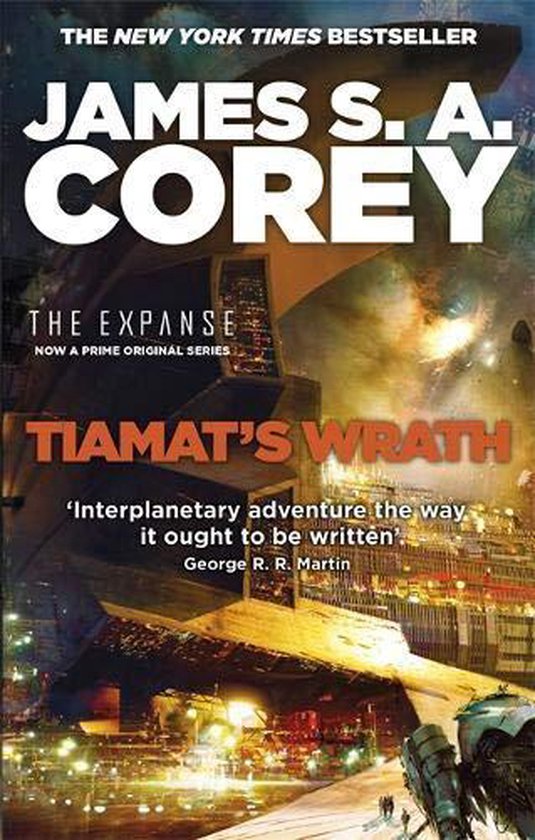 THE NEW YORK TIMES BESTSELLER
JAMES S. A.
COREY
THE EXPANSE
NOW A PRIME ORIGINAL SERIES
TIAMAT'S WRATH
‘Interplanetary adventure the way
it ought to be written’.
George R. R. Martin